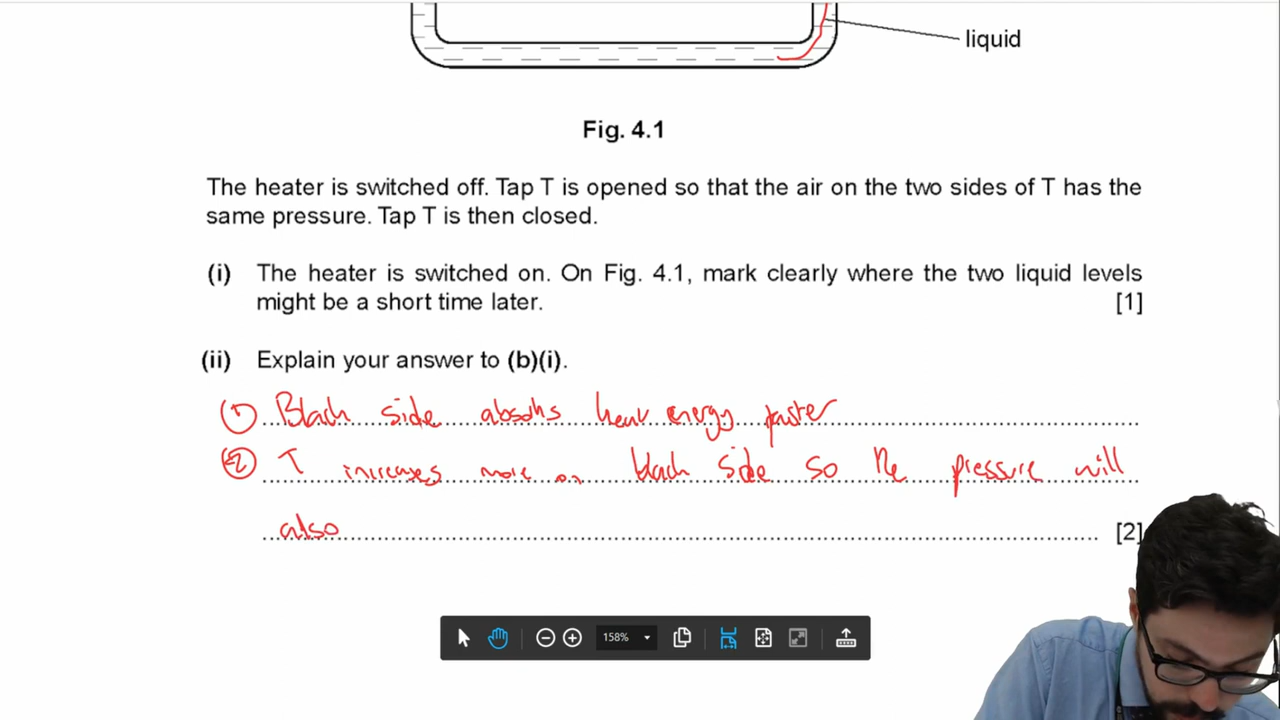 liquid
Fig. 4.1
The heater is switched off. Tap T is opened so that the air on the two sides of T has the
same pressure. Tap T is then closed.
(i) The heater is switched on. On Fig. 4.1, mark clearly where the two liquid levels
might be a short time later. [1]
(ii) Explain your answer to (b)(i).
① Black side absorbs heat energy faster
② T increases more on black side so the pressure will
also
[2]
158%